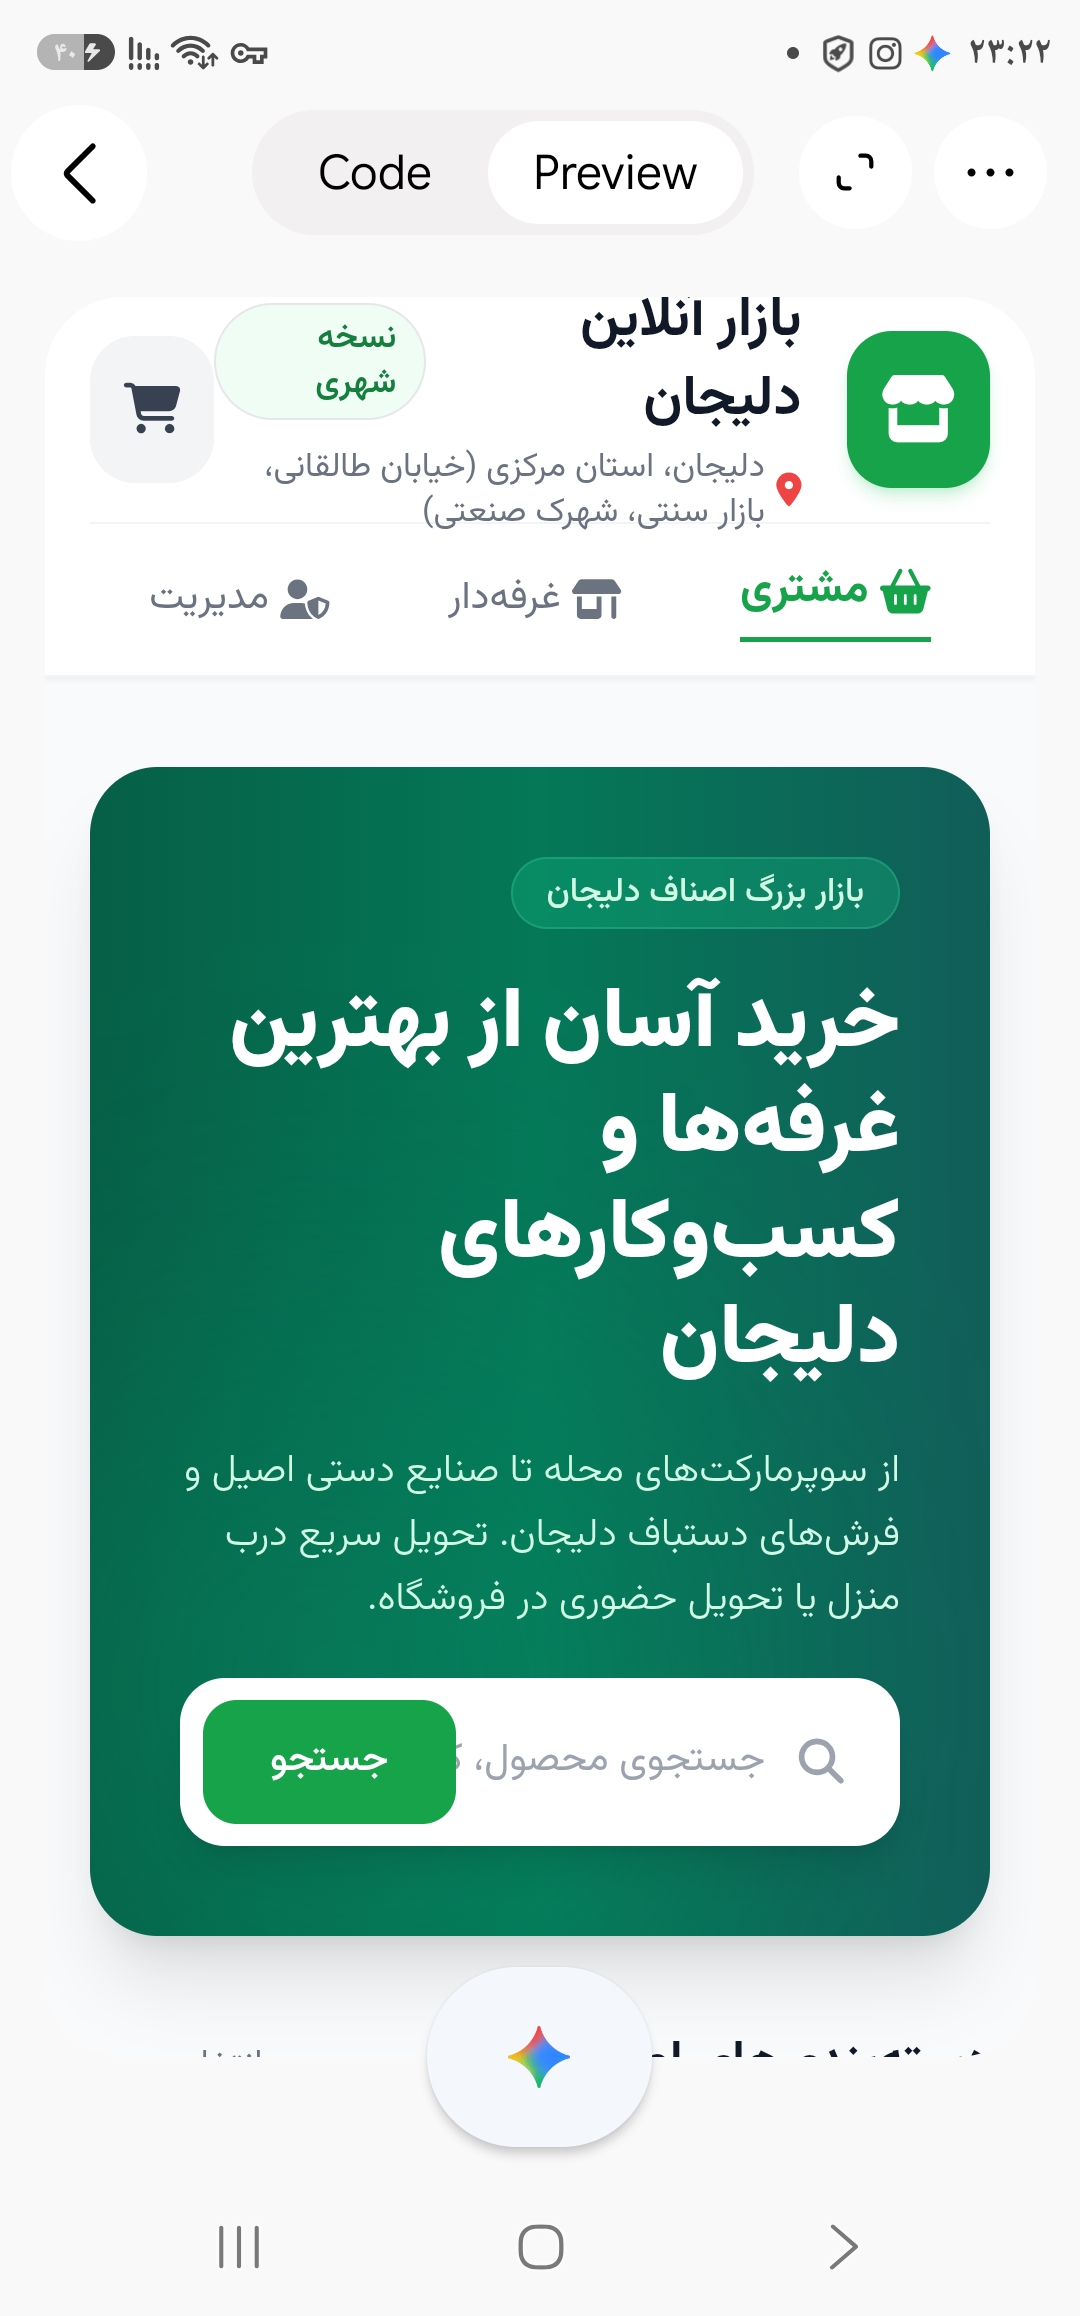 ۲۳:۲۲
۴۰
Code
Preview
بازار آنلاین
دلیجان
نسخه
شهری
دلیجان، استان مرکزی (خیابان طالقانی،
بازار سنتی، شهرک صنعتی)
مشتری
غرفه‌دار
مدیریت
بازار بزرگ اصناف دلیجان
خرید آسان از بهترین
غرفه‌ها و
کسب‌وکارهای
دلیجان
از سوپرمارکت‌های محله تا صنایع دستی اصیل و
فرش‌های دستباف دلیجان. تحویل سریع درب
منزل یا تحویل حضوری در فروشگاه.
جستجوی محصول،
جستجو